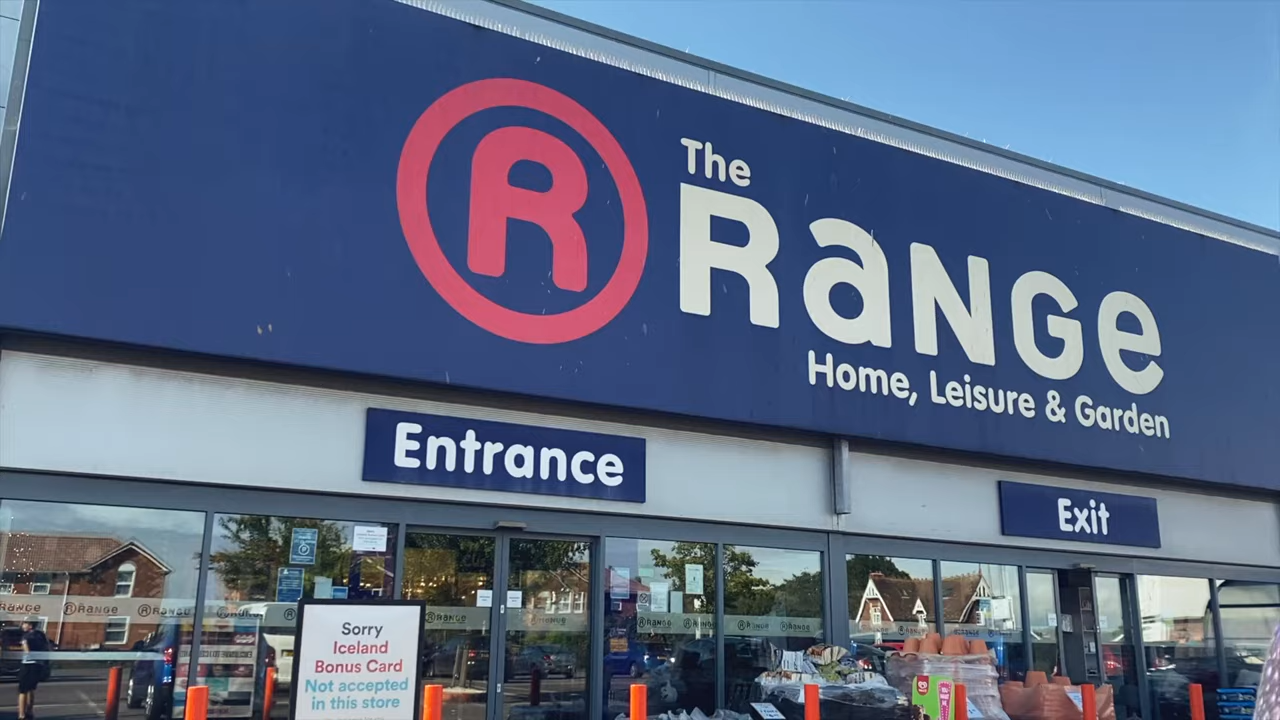 R
The
Range
Home, Leisure & Garden
Entrance
Exit
Sorry
Iceland
Bonus Card
Not accepted
in this store